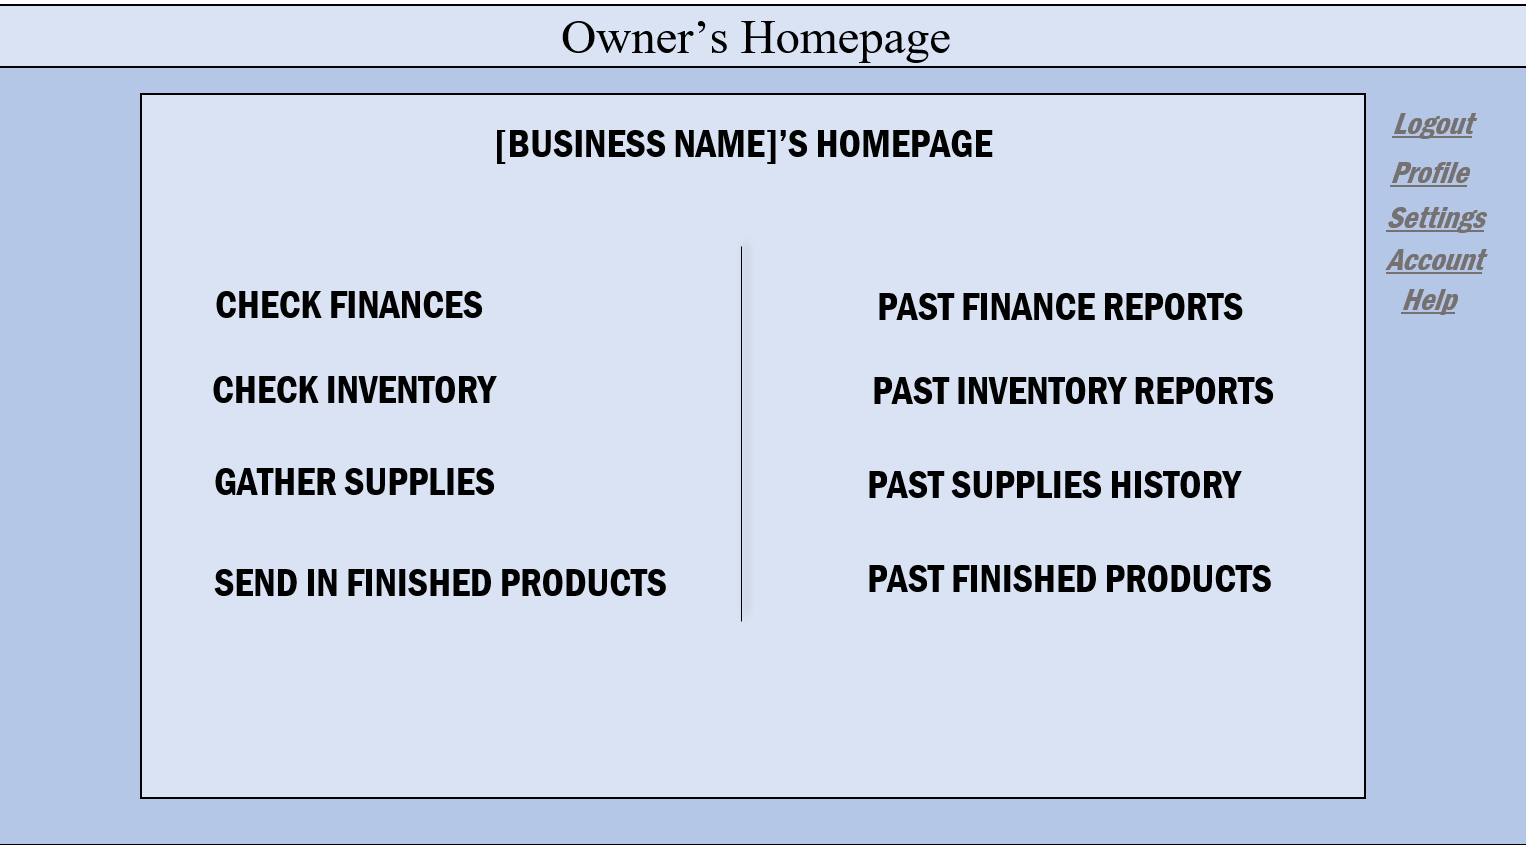 Owner’s Homepage
[BUSINESS NAME]’S HOMEPAGE
CHECK FINANCES
CHECK INVENTORY
GATHER SUPPLIES
SEND IN FINISHED PRODUCTS
PAST FINANCE REPORTS
PAST INVENTORY REPORTS
PAST SUPPLIES HISTORY
PAST FINISHED PRODUCTS
Logout
Profile
Settings
Account
Help